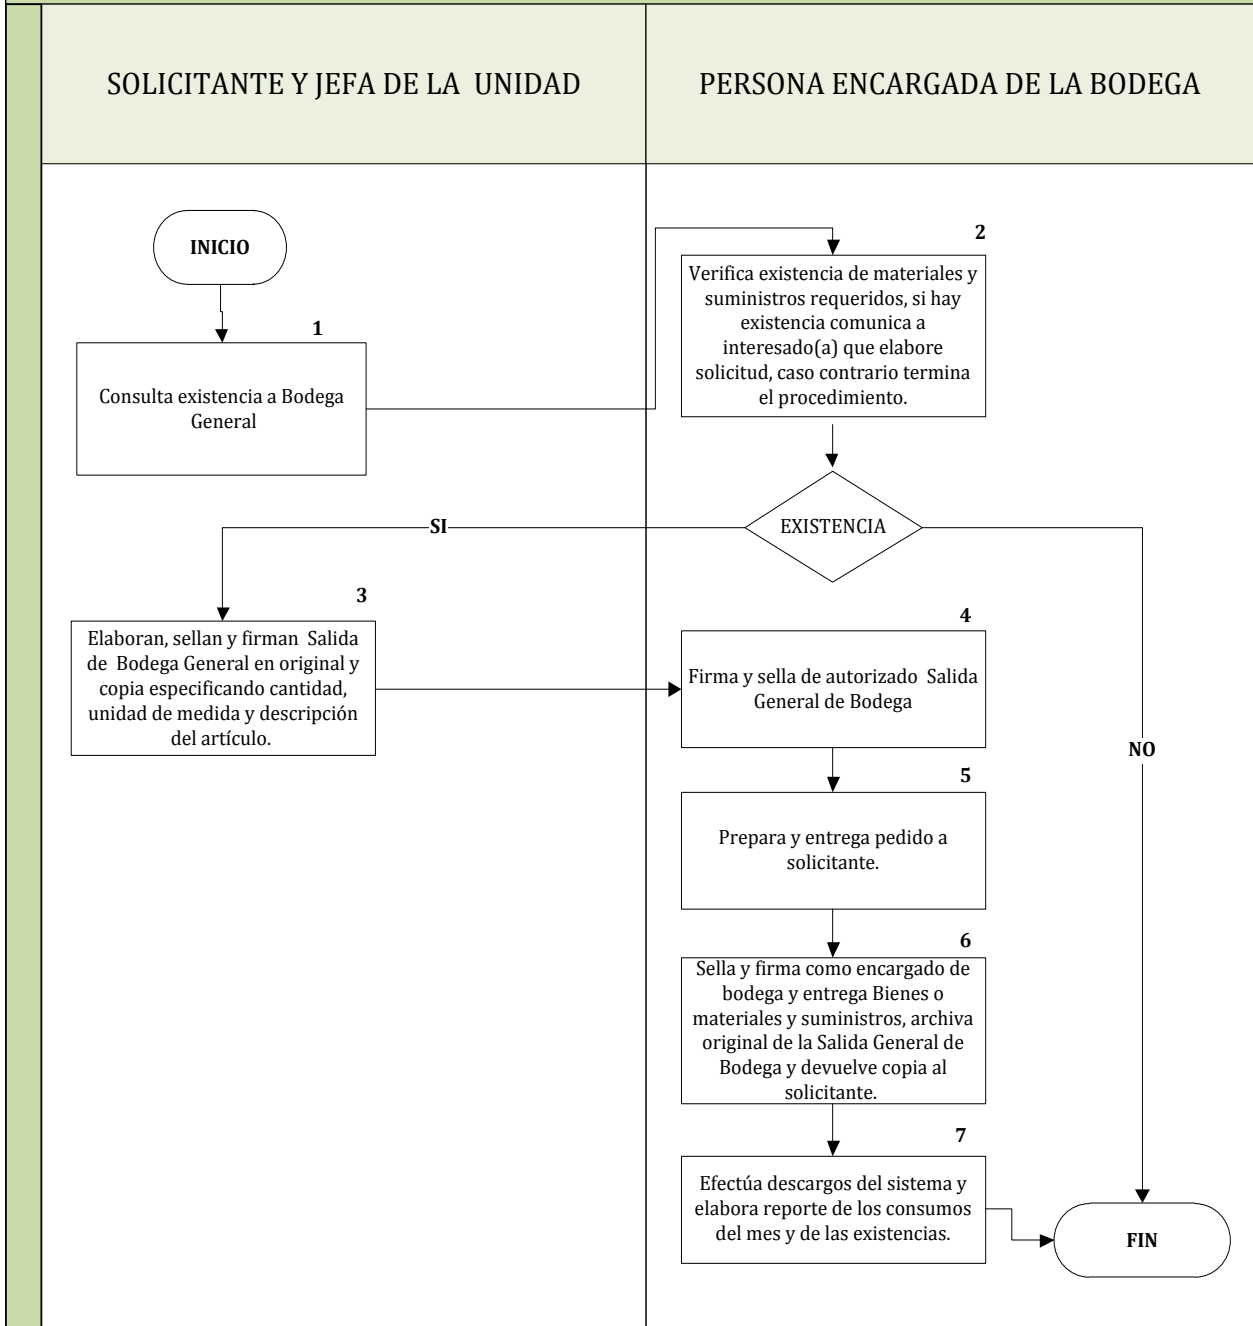 SOLICITANTE Y JEFA DE LA UNIDAD
PERSONA ENCARGADA DE LA BODEGA
INICIO
1
Consulta existencia a Bodega
General
2
Verifica existencia de materiales y
suministros requeridos, si hay
existencia comunica a
interesado(a) que elabore
solicitud, caso contrario termina
el procedimiento.
EXISTENCIA
SI
NO
3
Elaboran, sellan y firman Salida
de Bodega General en original y
copia especificando cantidad,
unidad de medida y descripción
del artículo.
4
Firma y sella de autorizado Salida
General de Bodega
5
Prepara y entrega pedido a
solicitante.
6
Sella y firma como encargado de
bodega y entrega Bienes o
materiales y suministros, archiva
original de la Salida General de
Bodega y devuelve copia al
solicitante.
7
Efectúa descargos del sistema y
elabora reporte de los consumos
del mes y de las existencias.
FIN